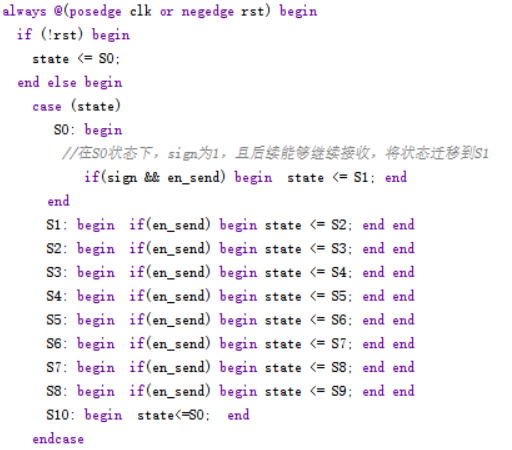 always @(posedge clk or negedge rst) begin
if (!rst) begin
state <= S0;
end else begin
case (state)
S0: begin
//在S0状态下，sign为1，且后续能够继续接收，将状态迁移到S1
if(sign && en_send) begin state <= S1; end
end
S1: begin if(en_send) begin state <= S2; end end
S2: begin if(en_send) begin state <= S3; end end
S3: begin if(en_send) begin state <= S4; end end
S4: begin if(en_send) begin state <= S5; end end
S5: begin if(en_send) begin state <= S6; end end
S6: begin if(en_send) begin state <= S7; end end
S7: begin if(en_send) begin state <= S8; end end
S8: begin if(en_send) begin state <= S9; end end
S10: begin state<=S0; end
endcase